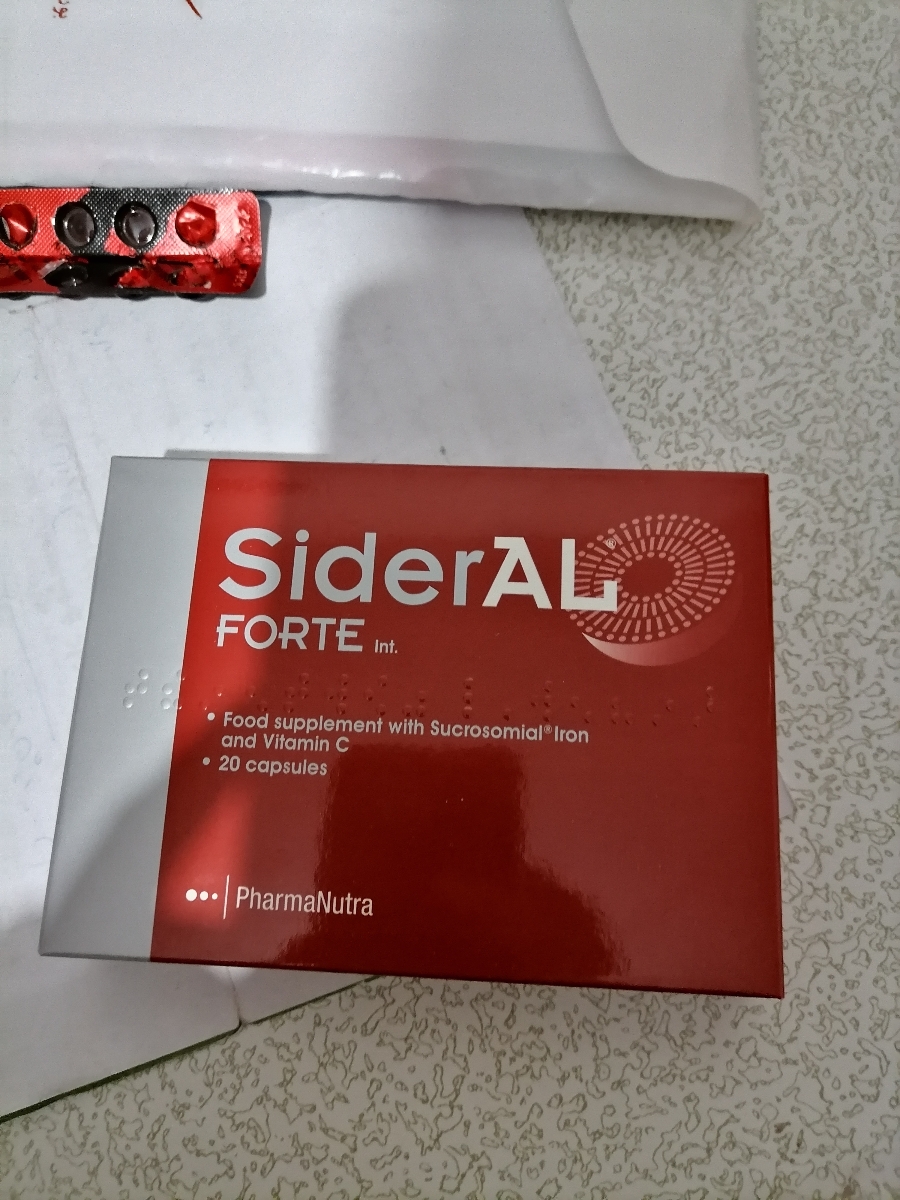 SiderAL®
FORTE Int.
• Food supplement with Sucrosomial® Iron
and Vitamin C
• 20 capsules
PharmaNutra